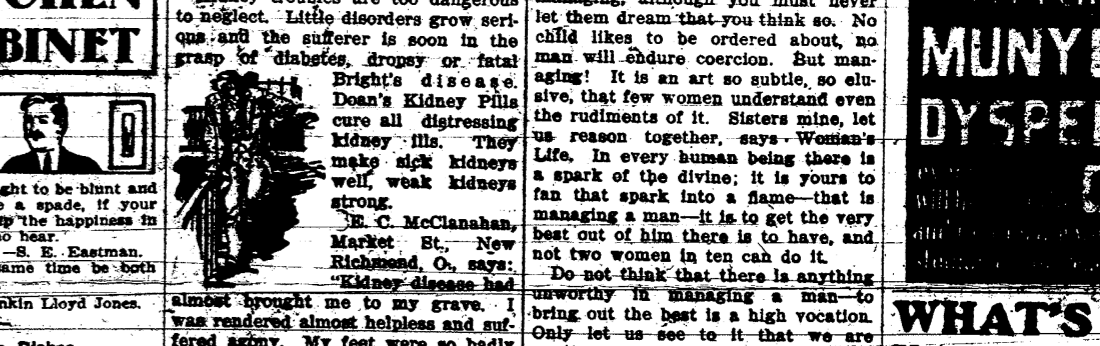 CHEN
BINET
ght to be blunt and
e a spade, if your
up the happiness in
o hear.
—S. E. Eastman.
ame time be both
nkin Lloyd Jones.
troubles are too dangerous
to neglect. Little disorders grow seri-
ous and the sufferer is soon in the
grasp of diabetes, dropsy or fatal
Bright's disease.
Doan's Kidney Pills
cure all distressing
kidney ills. They
make sick kidneys
well, weak kidneys
strong.
E. C. McClanahan,
Market St., New
Richmond, O., says:
"Kidney disease had
almost brought me to my grave. I
was rendered almost helpless and suf-
fered agony. My feet were so badly
managing, although you must never
let them dream that you think so. No
child likes to be ordered about, no
man will endure coercion. But man-
aging! It is an art so subtle, so elu-
sive, that few women understand even
the rudiments of it. Sisters mine, let
us reason together, says Woman's
Life. In every human being there is
a spark of the divine; it is yours to
fan that spark into a flame—that is
managing a man—it is to get the very
best out of him there is to have, and
not two women in ten can do it.
Do not think that there is anything
unworthy in managing a man—to
bring out the best is a high vocation.
Only let us see to it that we are
MUNY
DYSPE
WHAT'S